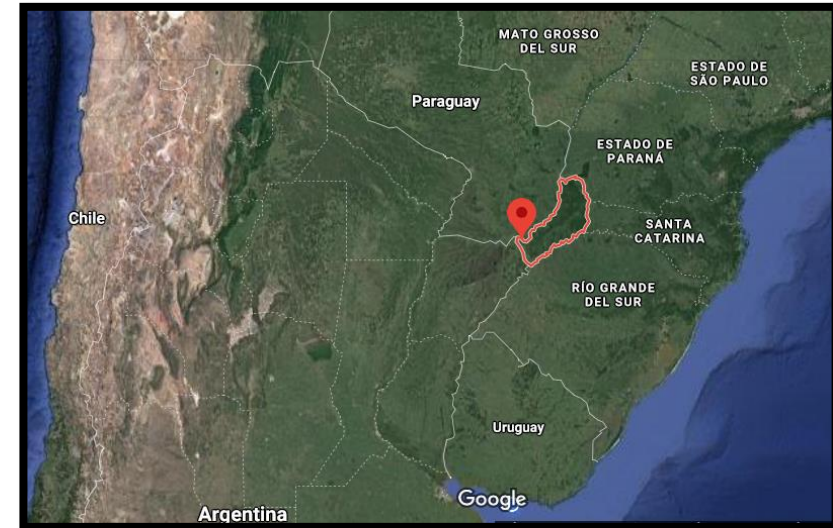 MATO GROSSO
DEL SUR
ESTADO DE
SÃO PAULO
Paraguay
ESTADO DE
PARANÁ
Chile
SANTA
CATARINA
RÍO GRANDE
DEL SUR
Uruguay
Google
Argentina